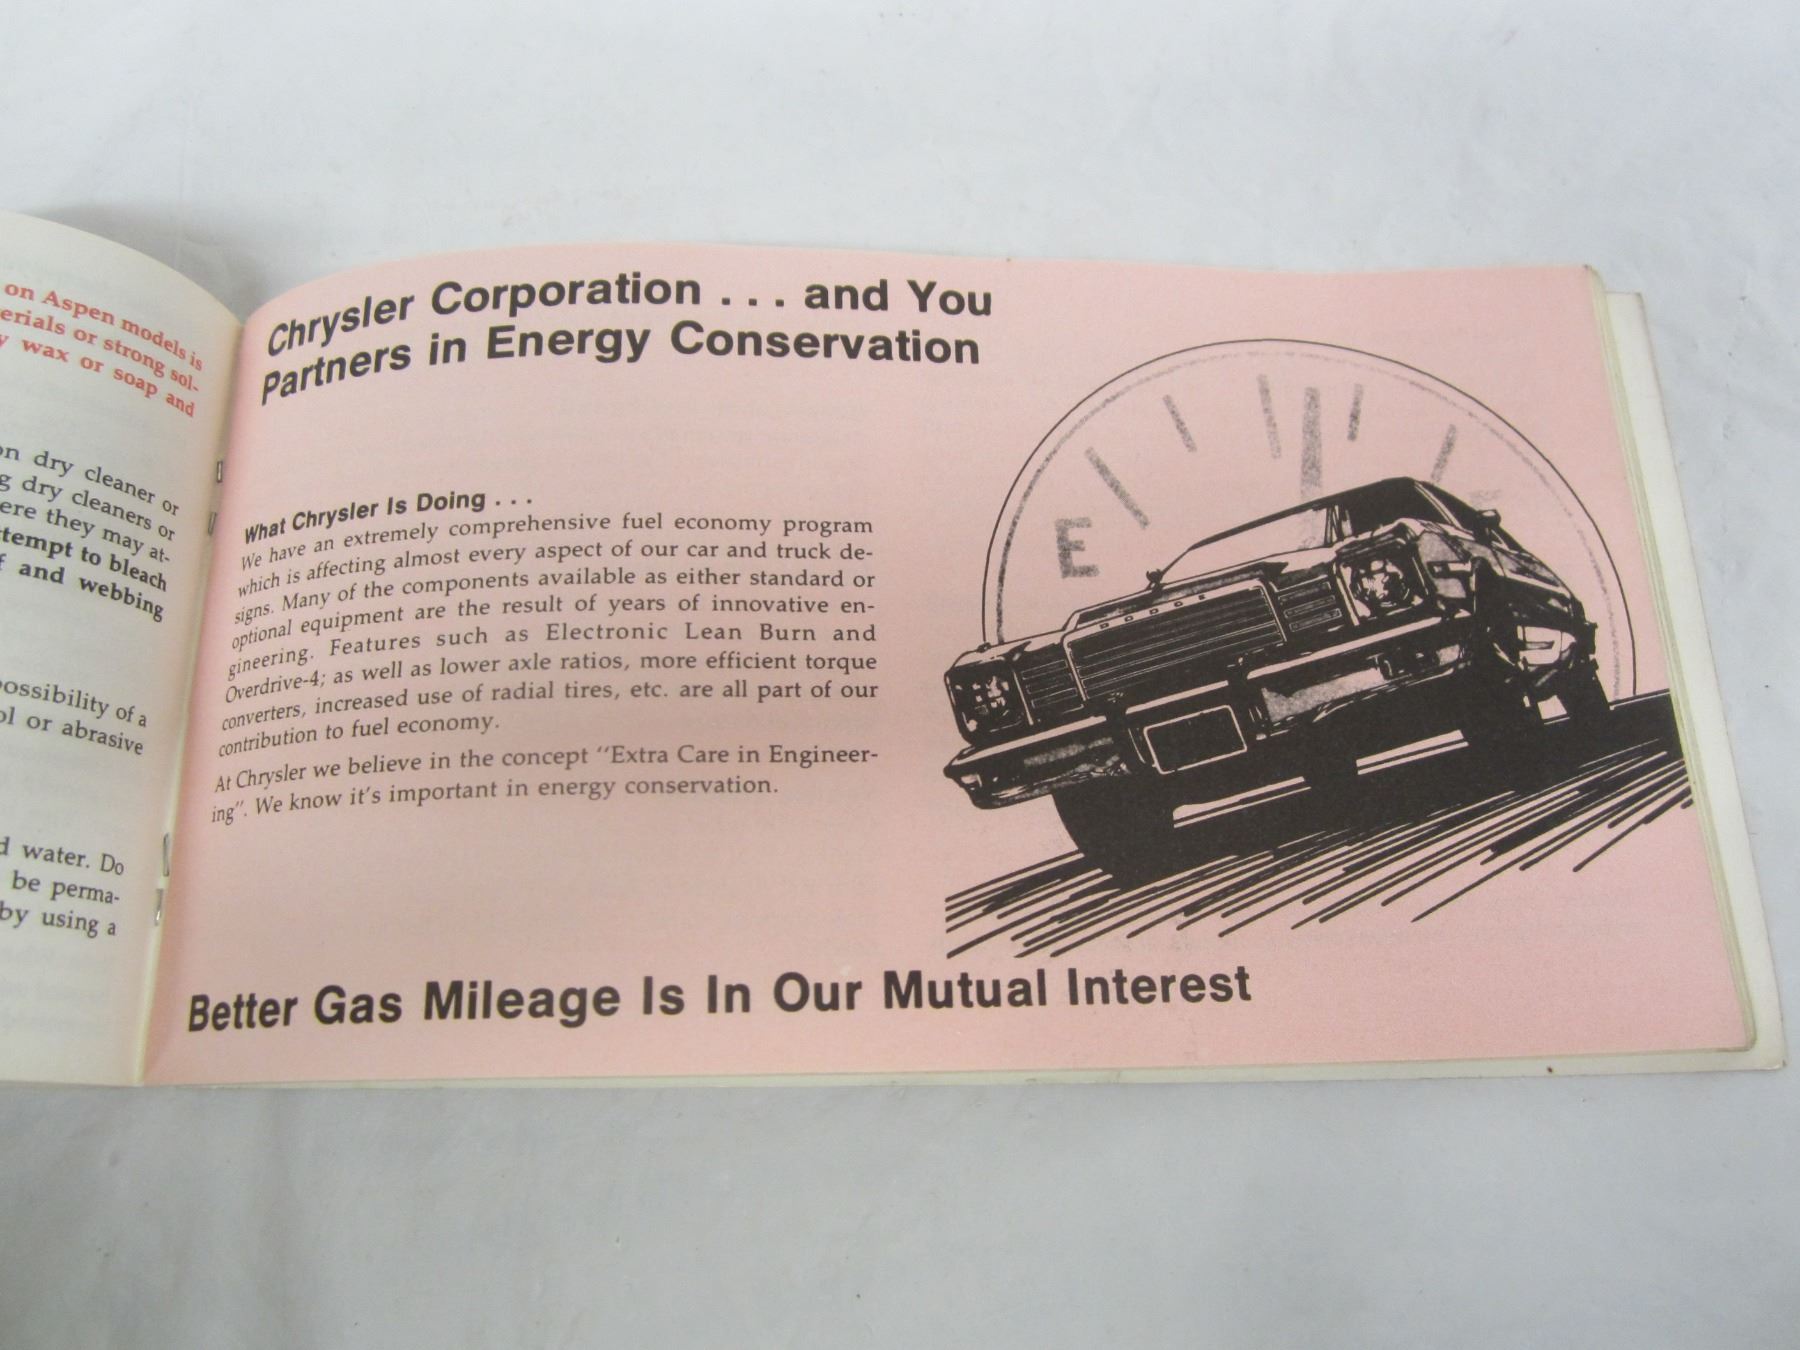 on Aspen models is
erials or strong sol-
wax or soap and
on dry cleaner or
g dry cleaners or
ere they may at-
ttempt to bleach
f and webbing
possibility of a
ol or abrasive
d water. Do
be perma-
by using a
Chrysler Corporation . . . and You
Partners in Energy Conservation
What Chrysler Is Doing . . .
We have an extremely comprehensive fuel economy program
which is affecting almost every aspect of our car and truck de-
signs. Many of the components available as either standard or
optional equipment are the result of years of innovative en-
gineering. Features such as Electronic Lean Burn and
Overdrive-4; as well as lower axle ratios, more efficient torque
converters, increased use of radial tires, etc. are all part of our
contribution to fuel economy.
At Chrysler we believe in the concept "Extra Care in Engineer-
ing". We know it's important in energy conservation.
E
DODGE
Better Gas Mileage Is In Our Mutual Interest